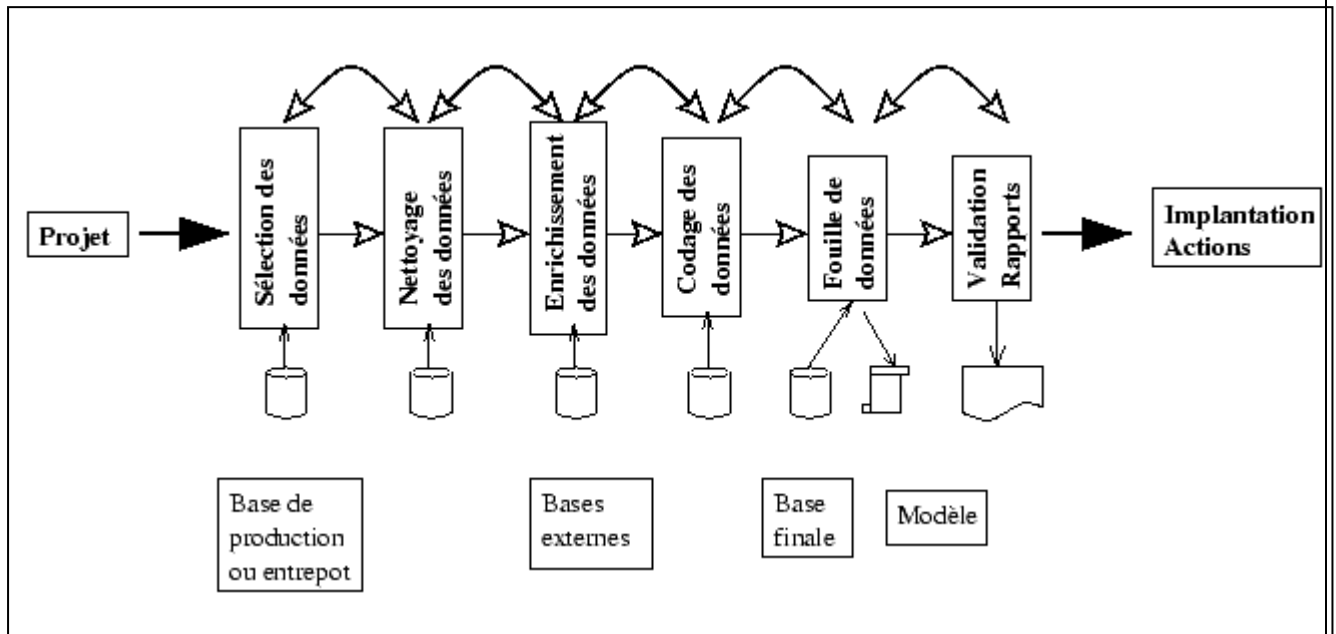 Projet
Sélection des
données
Nettoyage
des données
Enrichissement
des données
Codage des
données
Fouille de
données
Validation
Rapports
Implantation
Actions
Base de
production
ou entrepot
Bases
externes
Base
finale
Modèle